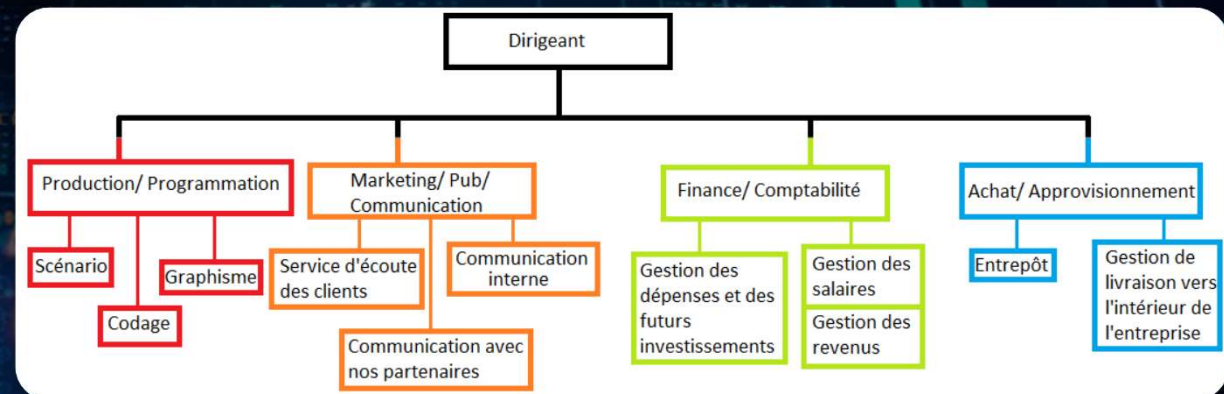 Dirigeant
Production/ Programmation
Marketing/ Pub/
Communication
Finance/ Comptabilité
Achat/ Approvisionnement
Scénario
Codage
Graphisme
Service d'écoute
des clients
Communication avec
nos partenaires
Communication
interne
Gestion des
dépenses et des
futurs
investissements
Gestion des
salaires
Gestion des
revenus
Entrepôt
Gestion de
livraison vers
l'intérieur de
l'entreprise